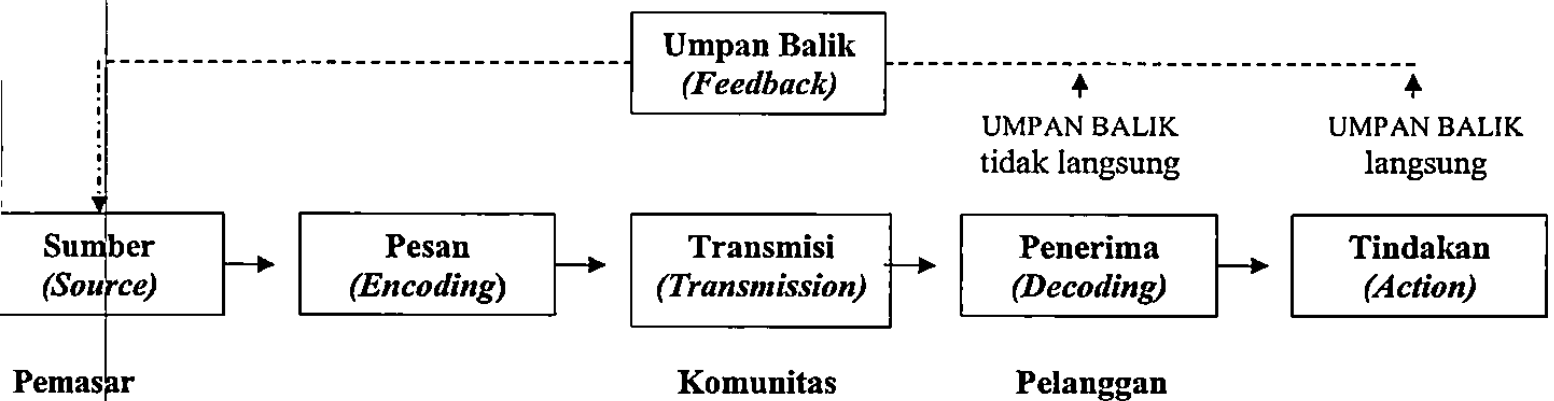 Umpan Balik
(Feedback)
UMPAN BALIK
tidak langsung
UMPAN BALIK
langsung
Sumber
(Source)
Pesan
(Encoding)
Transmisi
(Transmission)
Penerima
(Decoding)
Tindakan
(Action)
Pemasar
Komunitas
Pelanggan